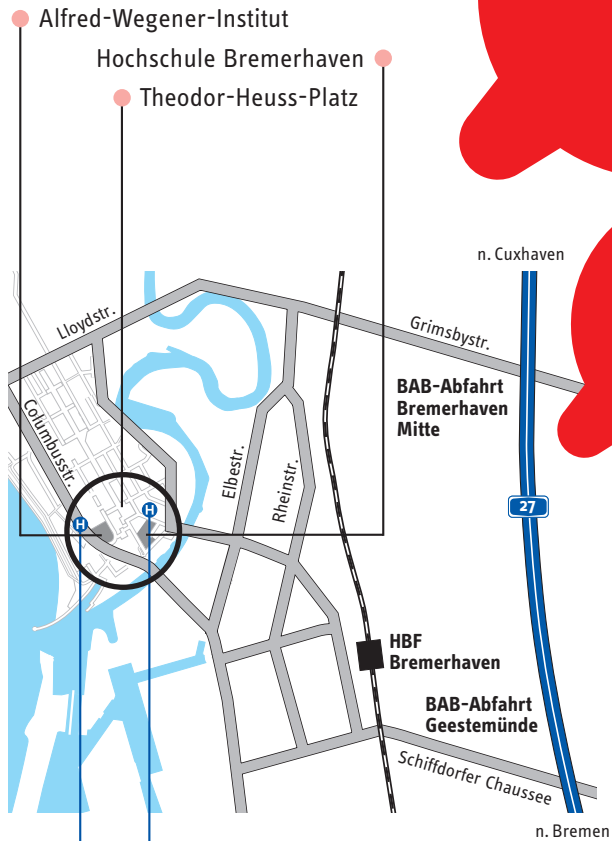 Alfred-Wegener-Institut
Hochschule Bremerhaven
Theodor-Heuss-Platz
n. Cuxhaven
Lloydstr.
Grimsbystr.
BAB-Abfahrt
Bremerhaven
Mitte
Columbusstr.
Elbestr.
Rheinstr.
27
H
H
HBF
Bremerhaven
BAB-Abfahrt
Geestemünde
Schiffdorfer Chaussee
n. Bremen